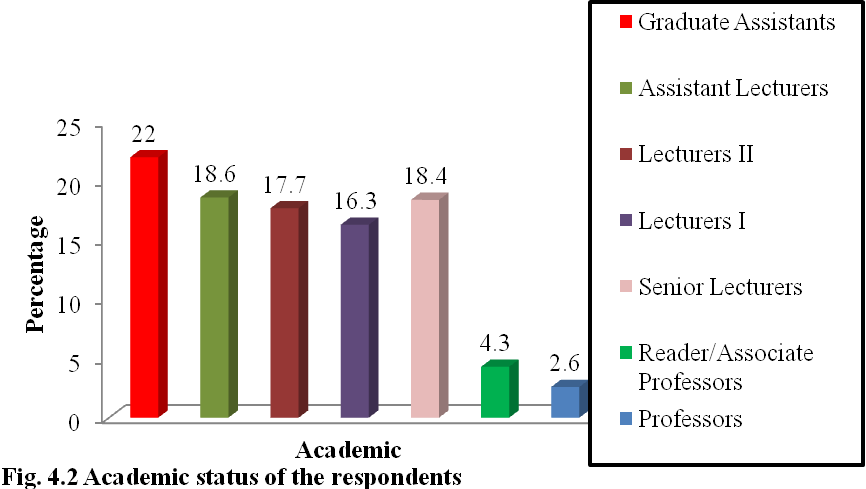 Graduate Assistants
Assistant Lecturers
Lecturers II
Lecturers I
Senior Lecturers
Reader/Associate
Professors
Professors
Percentage
25
20
15
10
5
0
22
18.6
17.7
16.3
18.4
4.3
2.6
Academic
Fig. 4.2 Academic status of the respondents